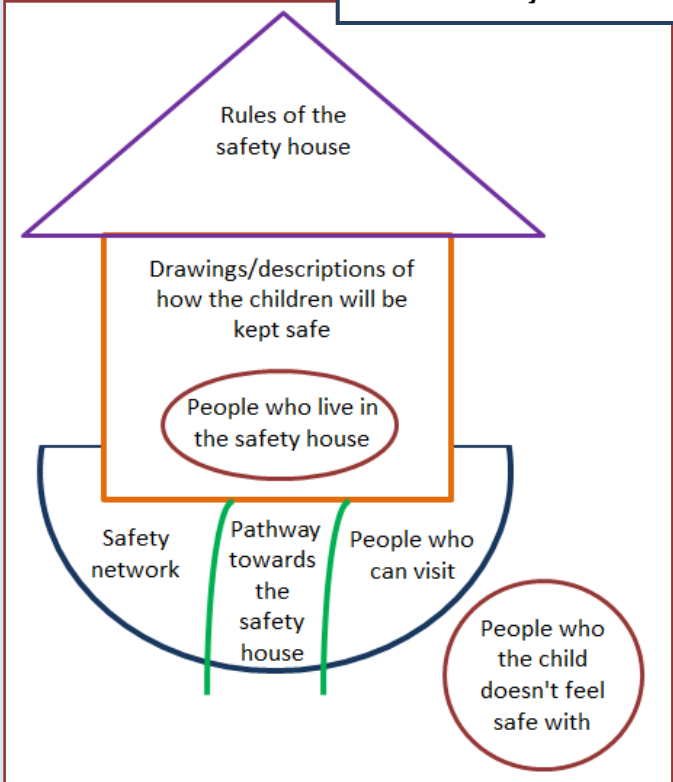 Rules of the
safety house
Drawings/descriptions of
how the children will be
kept safe
People who live in
the safety house
Safety
network
Pathway
towards
the
safety
house
People who
can visit
People who
the child
doesn't feel
safe with